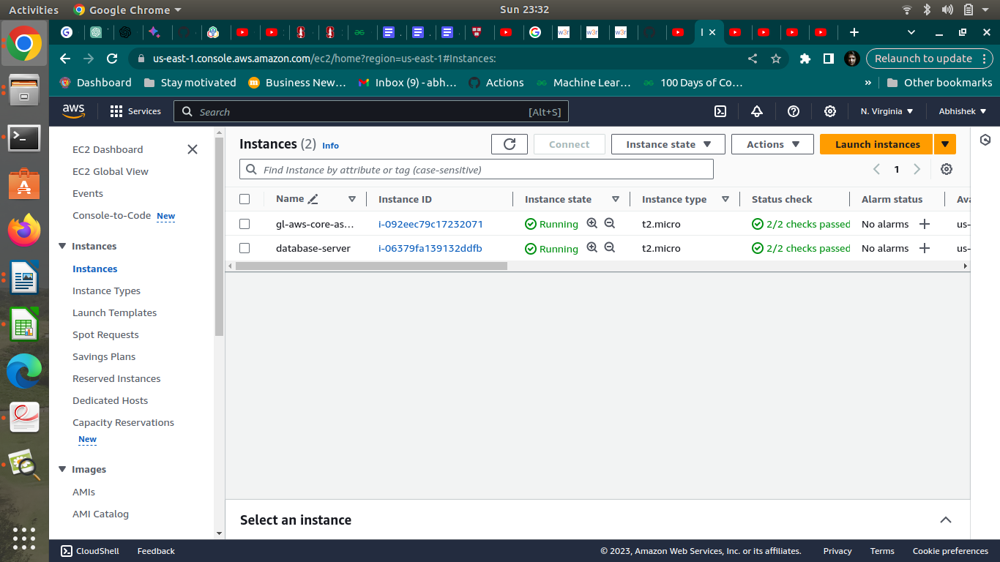 Activities Google Chrome Sun 23:32
us-east-1.console.aws.amazon.com/ec2/home?region=us-east-1#Instances: Relaunch to update
Dashboard Stay motivated Business New… Inbox (9) - abh… Actions Machine Lear… 100 Days of Co… » Other bookmarks
aws Services Search [Alt+S] N. Virginia Abhishek
EC2 Dashboard
EC2 Global View
Events
Console-to-Code New
Instances
Instances
Instance Types
Launch Templates
Spot Requests
Savings Plans
Reserved Instances
Dedicated Hosts
Capacity Reservations
New
Images
AMIs
AMI Catalog
Instances (2) Info Connect Instance state Actions Launch instances
Find Instance by attribute or tag (case-sensitive) 1
Name Instance ID Instance state Instance type Status check Alarm status Ava
gl-aws-core-as… i-092eec79c17232071 Running t2.micro 2/2 checks passed No alarms + us-
database-server i-06379fa139132ddfb Running t2.micro 2/2 checks passed No alarms + us-
Select an instance
CloudShell Feedback © 2023, Amazon Web Services, Inc. or its affiliates. Privacy Terms Cookie preferences